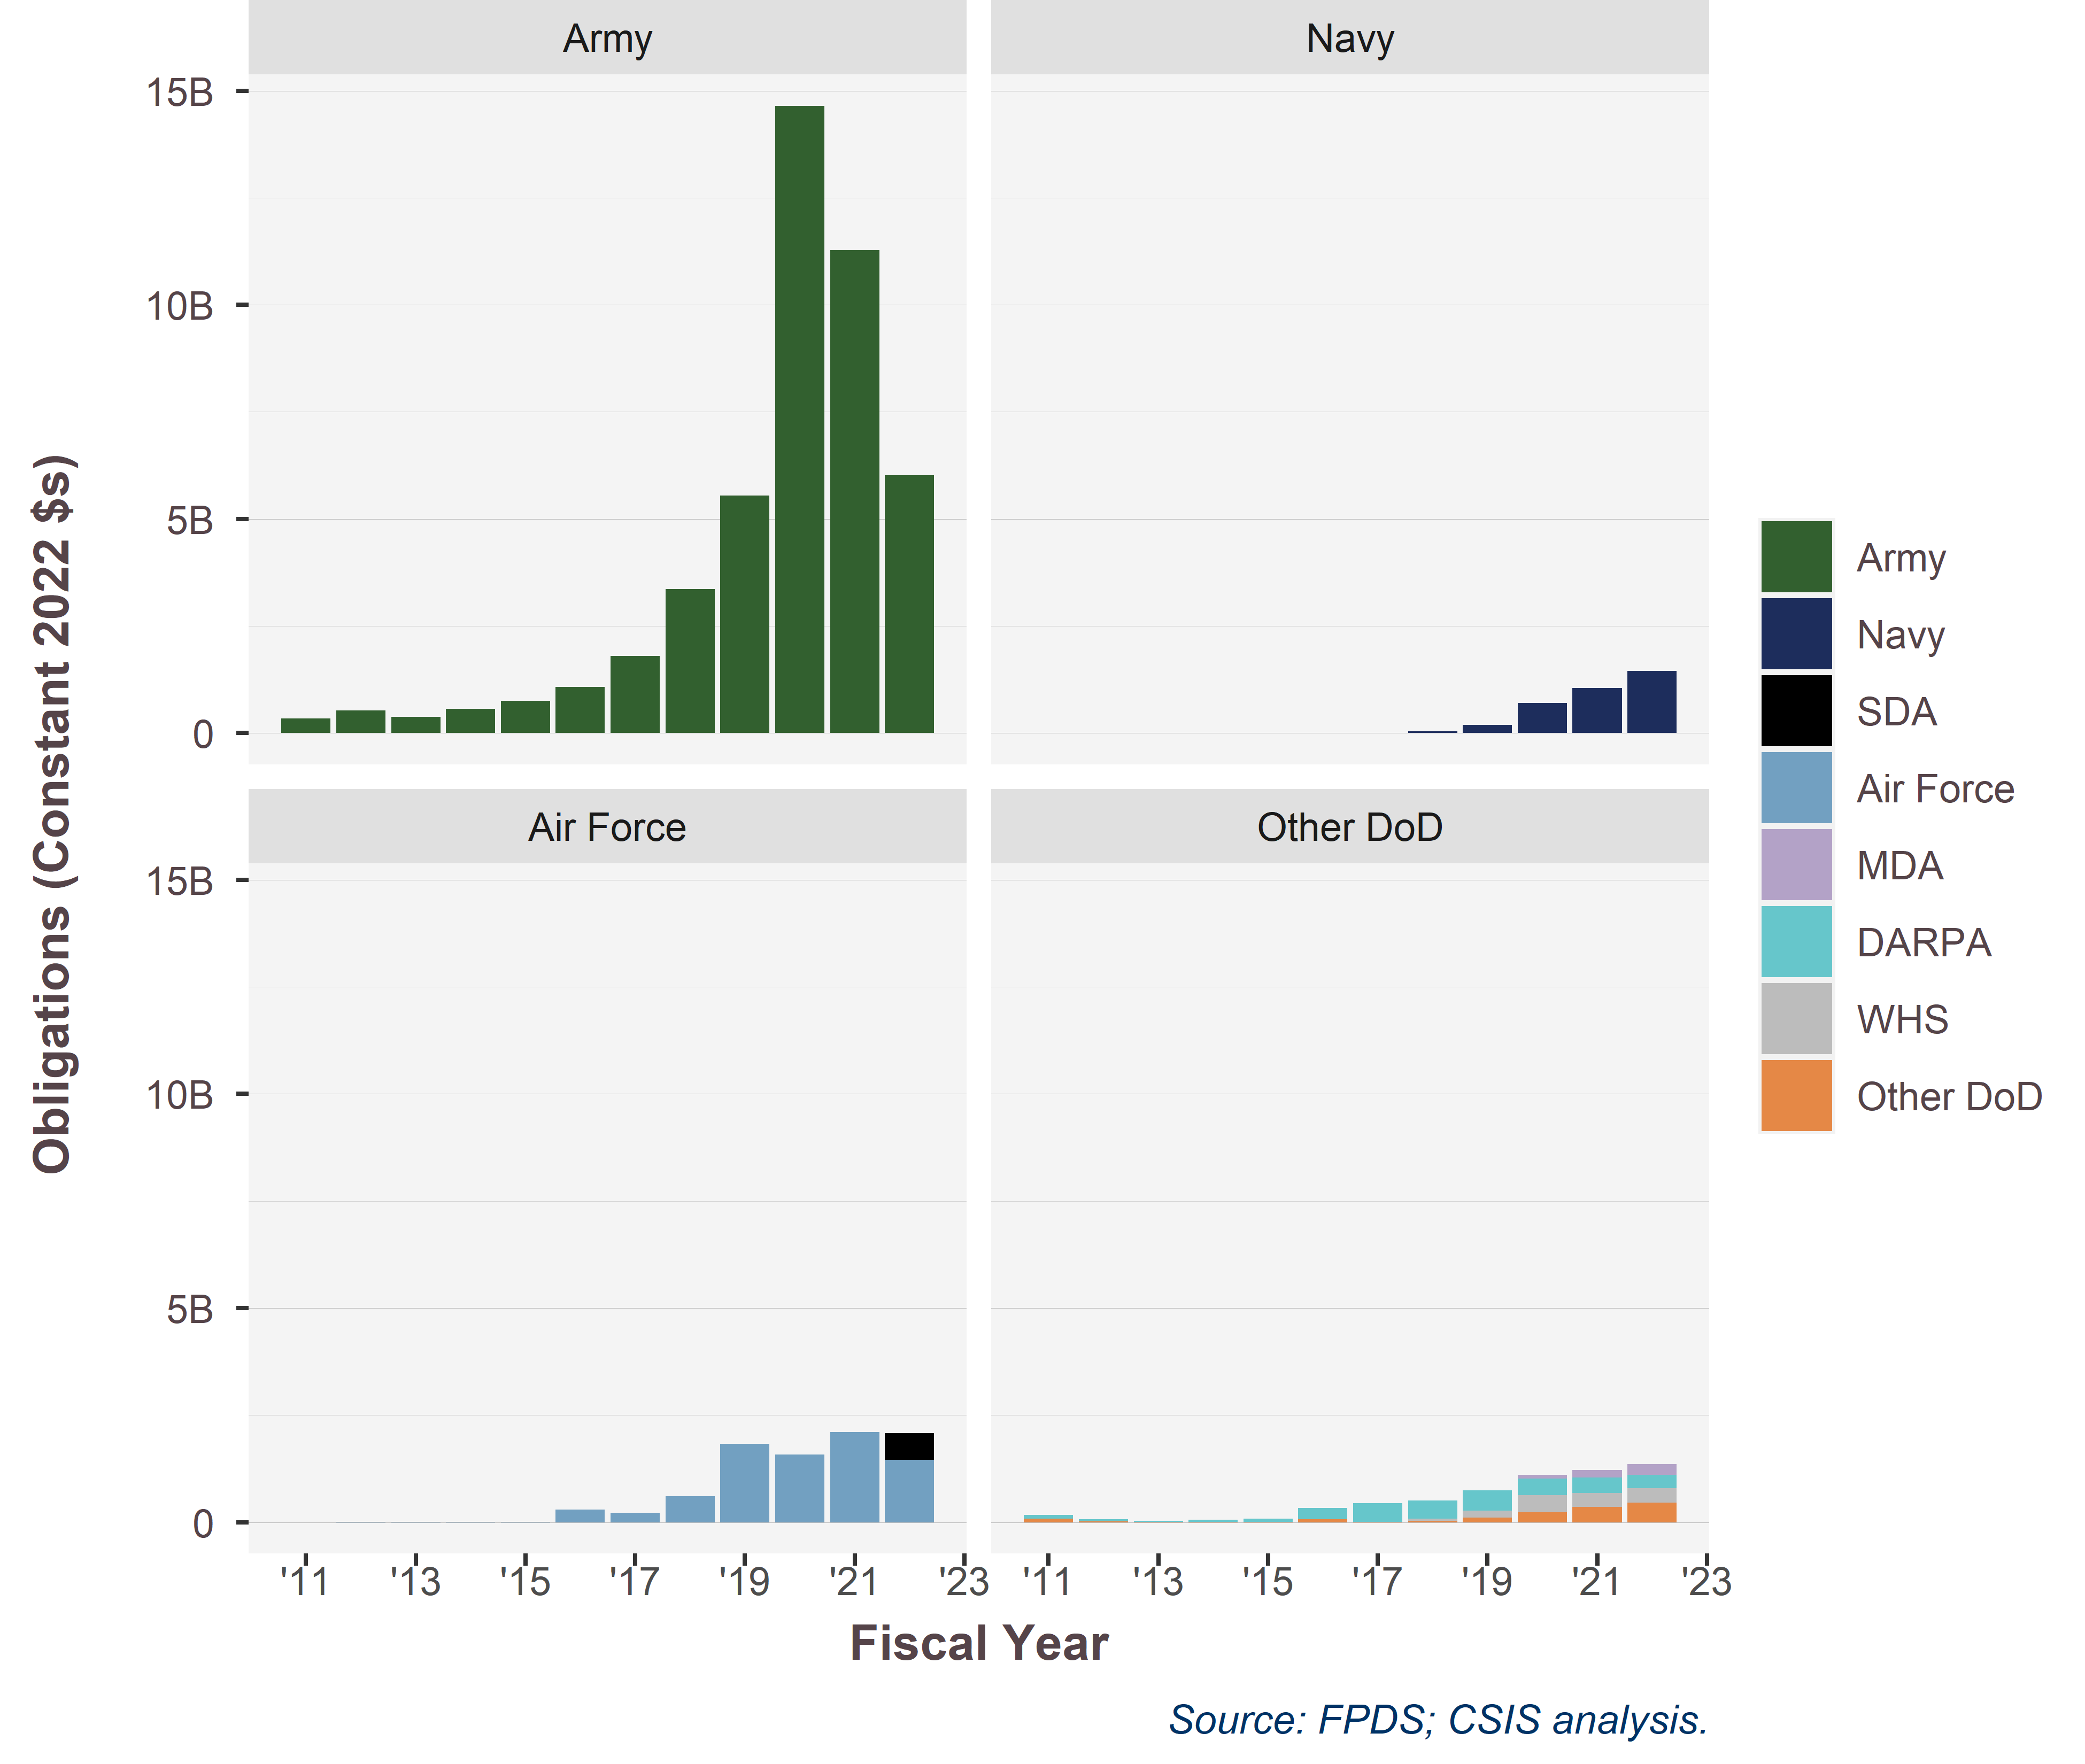 Army
Navy
15B
10B
5B
0
Obligations (Constant 2022 $s)
Air Force
Other DoD
15B
10B
5B
0
'11 '13 '15 '17 '19 '21 '23
'11 '13 '15 '17 '19 '21 '23
Fiscal Year
Army
Navy
SDA
Air Force
MDA
DARPA
WHS
Other DoD
Source: FPDS; CSIS analysis.